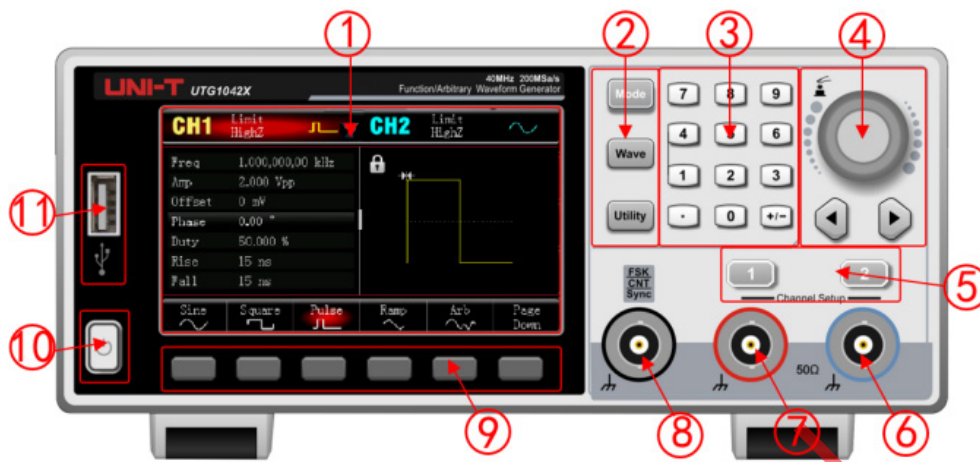 ① ② ③ ④
UNI-T UTG1042X
40MHz 200MSa/s
Function/Arbitrary Waveform Generator
CH1 Limit HighZ CH2 Limit HighZ
Freq 1.000,000,00 kHz
Amp 2.000 Vpp
Offset 0 mV
Phase 0.00 °
Duty 50.000 %
Rise 15 ns
Fall 15 ns
Sine Square Pulse Ramp Arb Page Down
Mode
Wave
Utility
7 8 9
4 5 6
1 2 3
. 0 +/-
1 2
Channel Setup
FSK
CNT
Sync
50Ω
⑤
⑪
⑩
⑨ ⑧ ⑦ ⑥